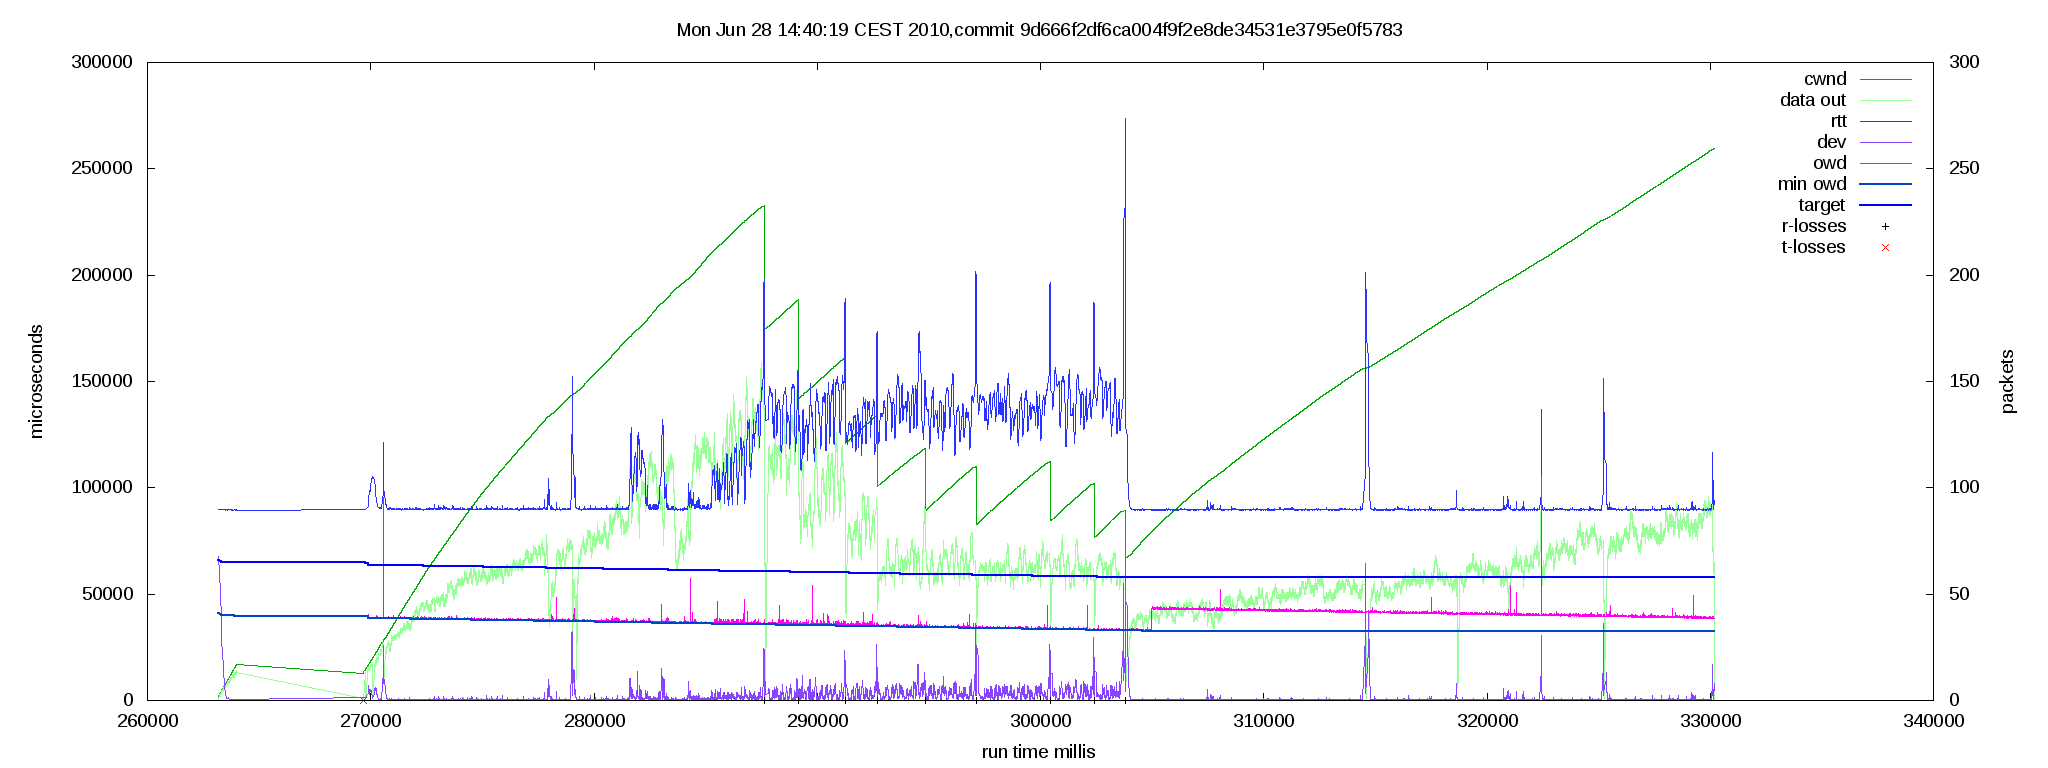 Mon Jun 28 14:40:19 CEST 2010,commit 9d666f2df6ca004f9f2e8de34531e3795e0f5783
300000
250000
200000
150000
100000
50000
0
microseconds
300
250
200
150
100
50
0
packets
cwnd
data out
rtt
dev
owd
min owd
target
r-losses
t-losses
260000 270000 280000 290000 300000 310000 320000 330000 340000
run time millis